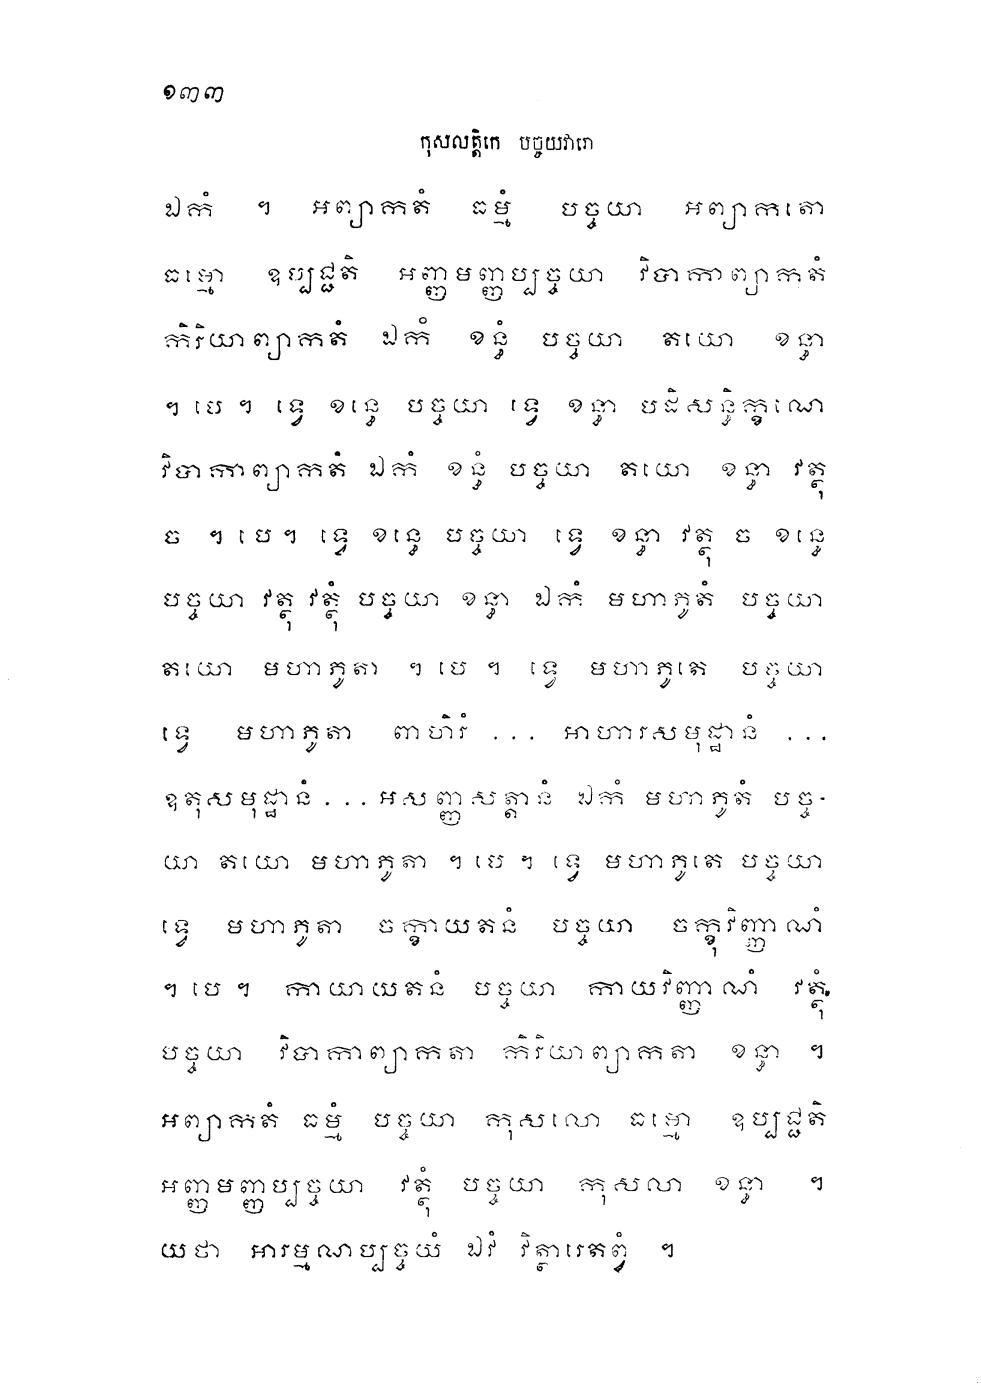 ១៣៣
កុសលត្តិកេ បច្ចយវារោ
ឯកំ ។ អព្យាកតំ ធម្មំ បច្ចយា អព្យាកតោ
ធម្មោ ឧប្បជ្ជតិ អញ្ញមញ្ញប្បច្ចយា វិបាកាព្យាកតំ
កិរិយាព្យាកតំ ឯកំ ខន្ធំ បច្ចយា តយោ ខន្ធា
។ បេ ។ ទ្វេ ខន្ធេ បច្ចយា ទ្វេ ខន្ធា បដិសន្ធិក្ខណេ
វិបាកាព្យាកតំ ឯកំ ខន្ធំ បច្ចយា តយោ ខន្ធា វត្ថុ
ច ។ បេ ។ ទ្វេ ខន្ធេ បច្ចយា ទ្វេ ខន្ធា វត្ថុ ច ខន្ធេ
បច្ចយា វត្ថុ វត្ថុំ បច្ចយា ខន្ធា ឯកំ មហាភូតំ បច្ចយា
តយោ មហាភូតា ។ បេ ។ ទ្វេ មហាភូតេ បច្ចយា
ទ្វេ មហាភូតា ពាហិរំ ... អាហារសមុដ្ឋានំ ...
ឧតុសមុដ្ឋានំ ... អសញ្ញសត្តានំ ឯកំ មហាភូតំ បច្ច-
យា តយោ មហាភូតា ។ បេ ។ ទ្វេ មហាភូតេ បច្ចយា
ទ្វេ មហាភូតា ចក្ខាយតនំ បច្ចយា ចក្ខុវិញ្ញាណំ
។ បេ ។ កាយាយតនំ បច្ចយា កាយវិញ្ញាណំ វត្ថុំ
បច្ចយា វិបាកាព្យាកតា កិរិយាព្យាកតា ខន្ធា ។
អព្យាកតំ ធម្មំ បច្ចយា កុសលោ ធម្មោ ឧប្បជ្ជតិ
អញ្ញមញ្ញប្បច្ចយា វត្ថុំ បច្ចយា កុសលា ខន្ធា ។
យថា អារម្មណប្បច្ចយំ ឯវំ វិត្ថារេតព្វំ ។